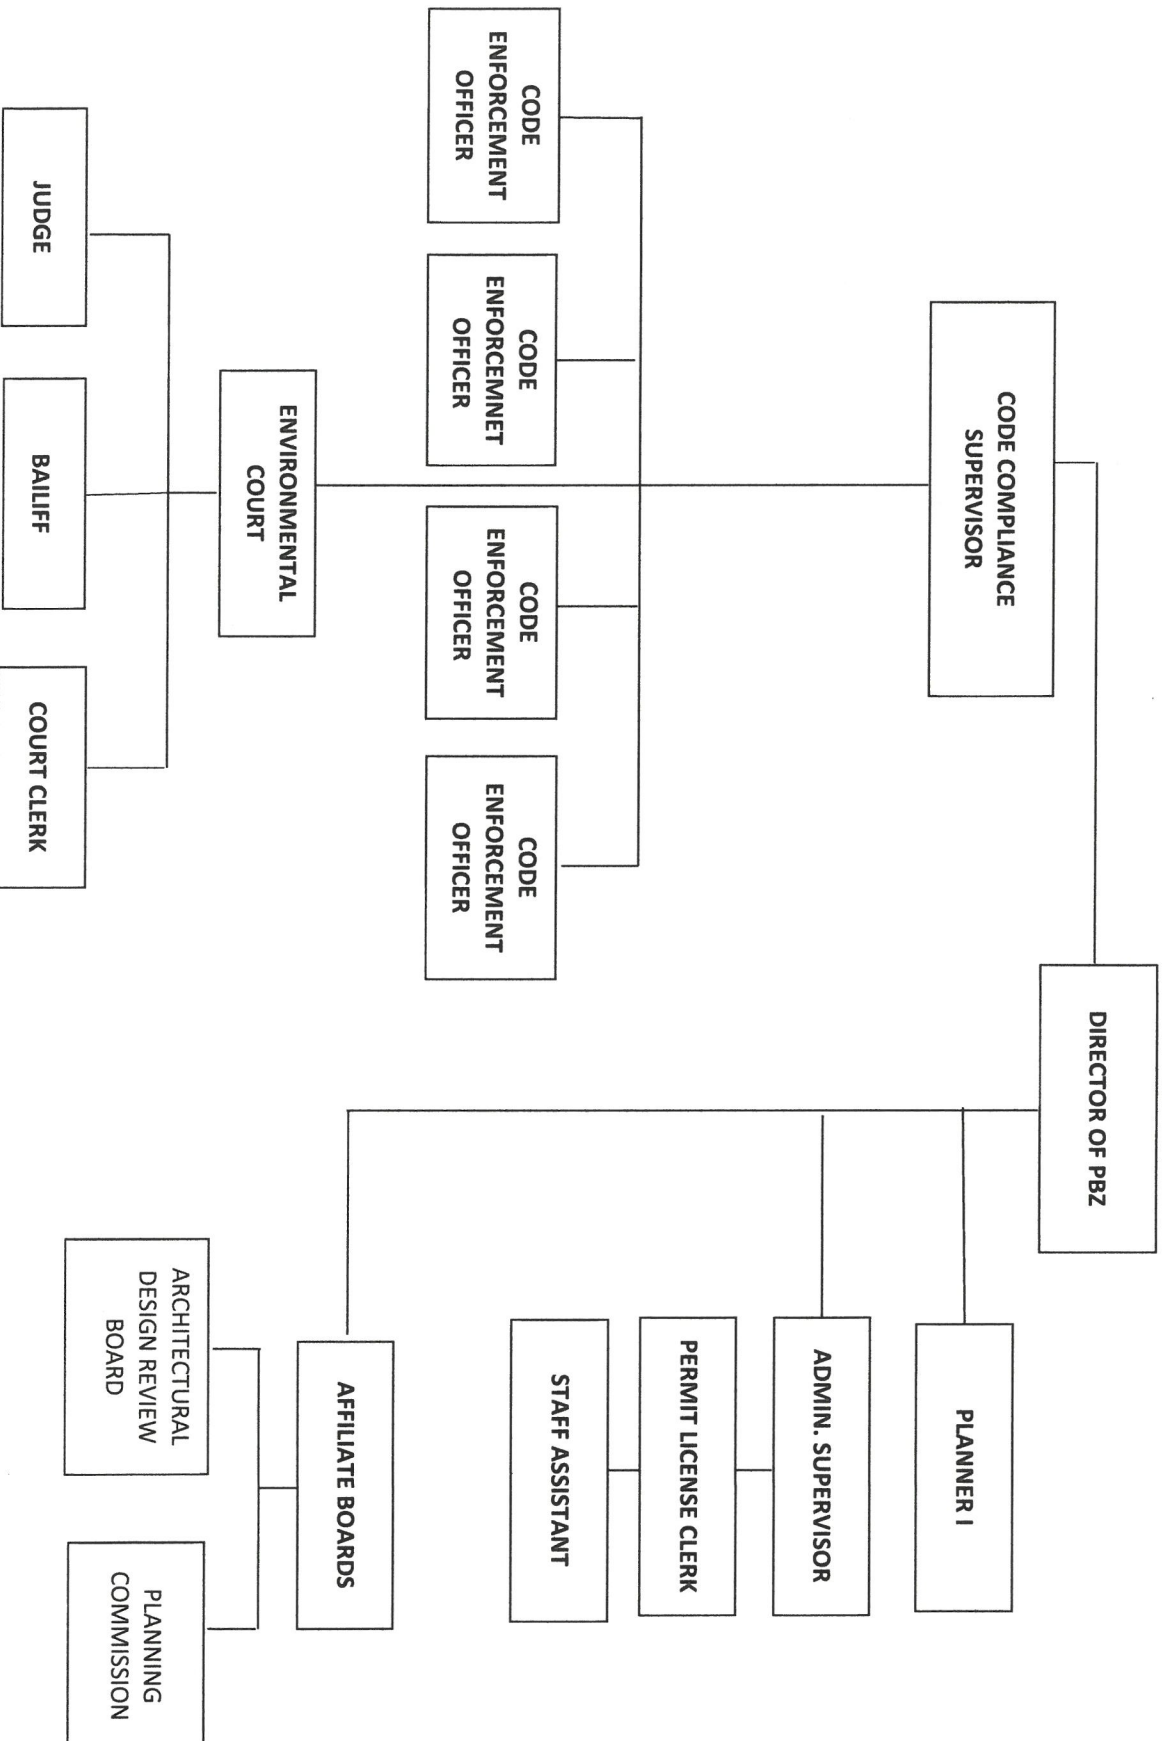 DIRECTOR OF PBZ
CODE COMPLIANCE
SUPERVISOR
PLANNER I
ADMIN. SUPERVISOR
PERMIT LICENSE CLERK
STAFF ASSISTANT
CODE
ENFORCEMENT
OFFICER
CODE
ENFORCEMNET
OFFICER
CODE
ENFORCEMENT
OFFICER
CODE
ENFORCEMENT
OFFICER
ENVIRONMENTAL
COURT
AFFILIATE BOARDS
JUDGE
BAILIFF
COURT CLERK
ARCHITECTURAL
DESIGN REVIEW
BOARD
PLANNING
COMMISSION